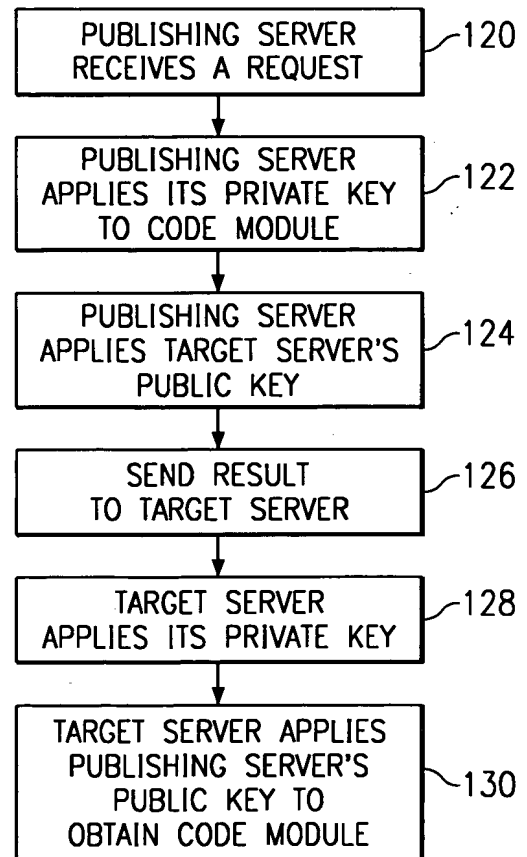 PUBLISHING SERVER
RECEIVES A REQUEST
120
PUBLISHING SERVER
APPLIES ITS PRIVATE KEY
TO CODE MODULE
122
PUBLISHING SERVER
APPLIES TARGET SERVER'S
PUBLIC KEY
124
SEND RESULT
TO TARGET SERVER
126
TARGET SERVER
APPLIES ITS PRIVATE KEY
128
TARGET SERVER APPLIES
PUBLISHING SERVER'S
PUBLIC KEY TO
OBTAIN CODE MODULE
130